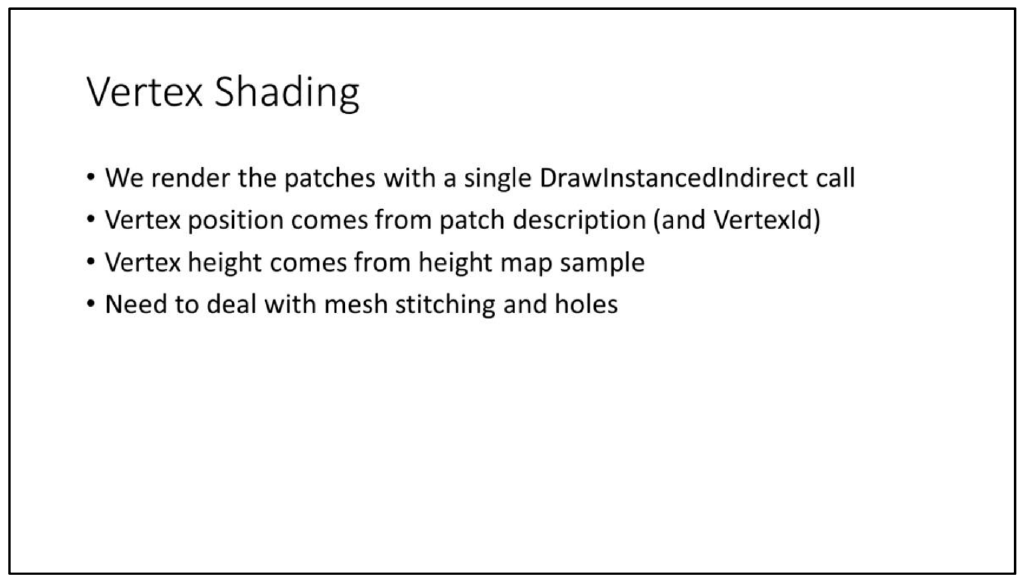 Vertex Shading
• We render the patches with a single DrawInstancedIndirect call
• Vertex position comes from patch description (and VertexId)
• Vertex height comes from height map sample
• Need to deal with mesh stitching and holes